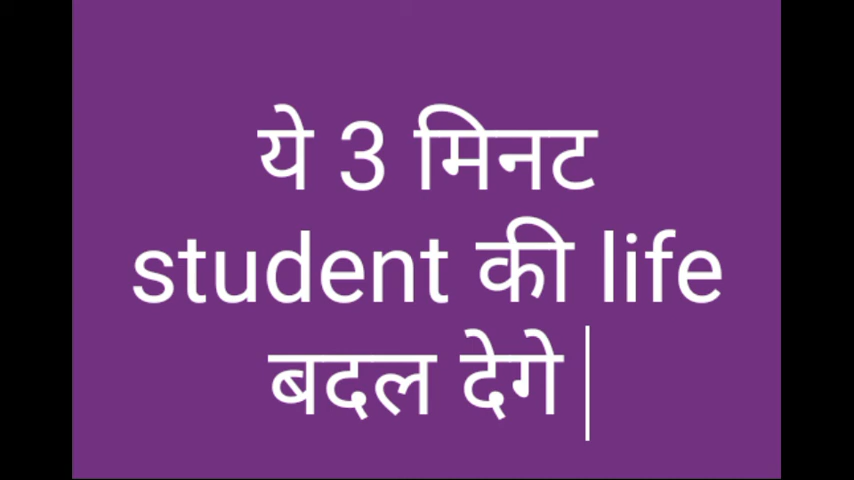 ये 3 मिनट
student की life
बदल देगे |